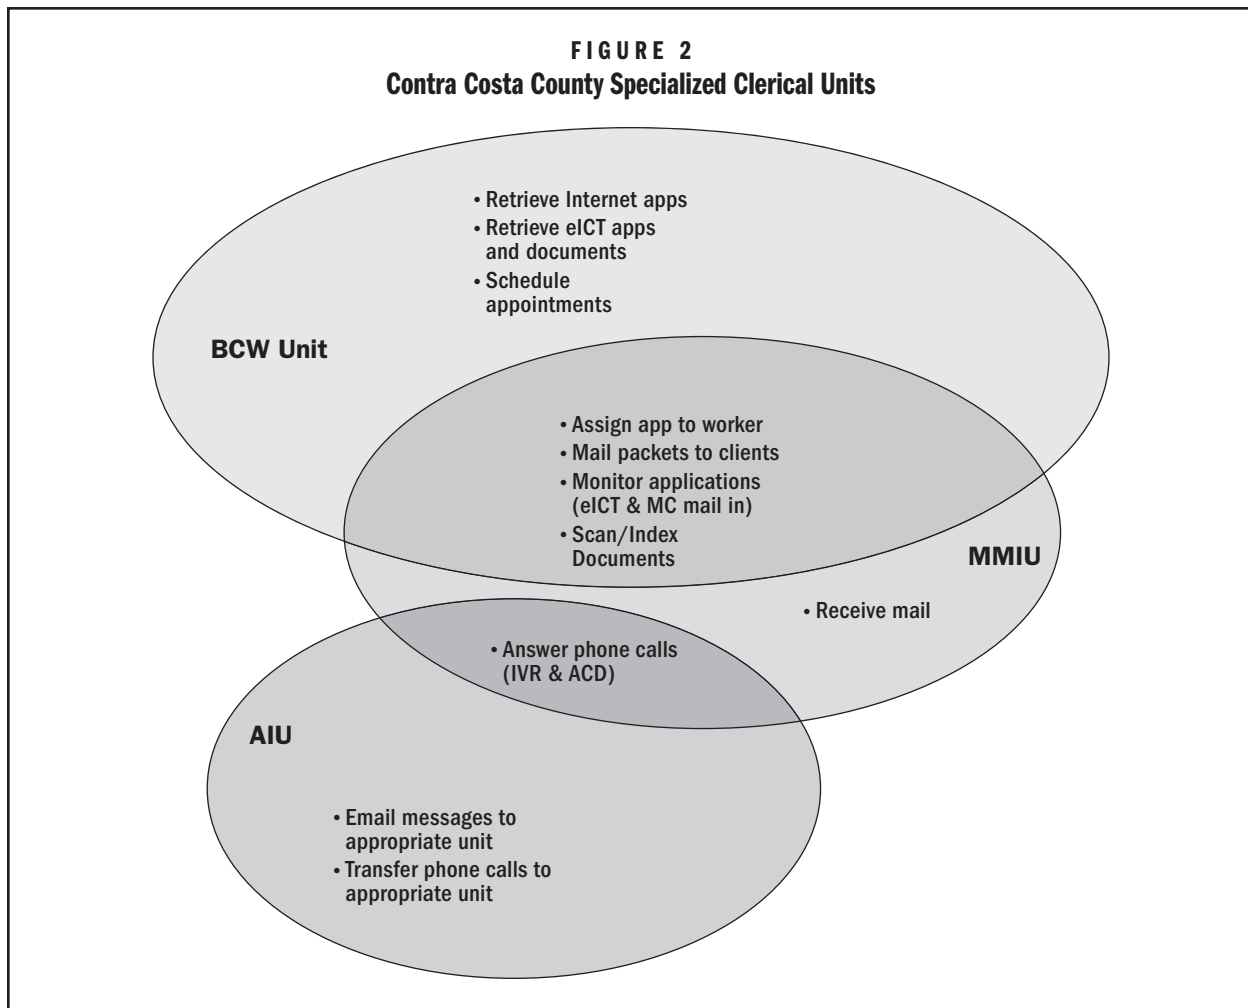 FIGURE 2
Contra Costa County Specialized Clerical Units
• Retrieve Internet apps
• Retrieve eICT apps
and documents
• Schedule
appointments
BCW Unit
• Assign app to worker
• Mail packets to clients
• Monitor applications
(eICT & MC mail in)
• Scan/Index
Documents
MMIU
• Receive mail
• Answer phone calls
(IVR & ACD)
AIU
• Email messages to
appropriate unit
• Transfer phone calls to
appropriate unit